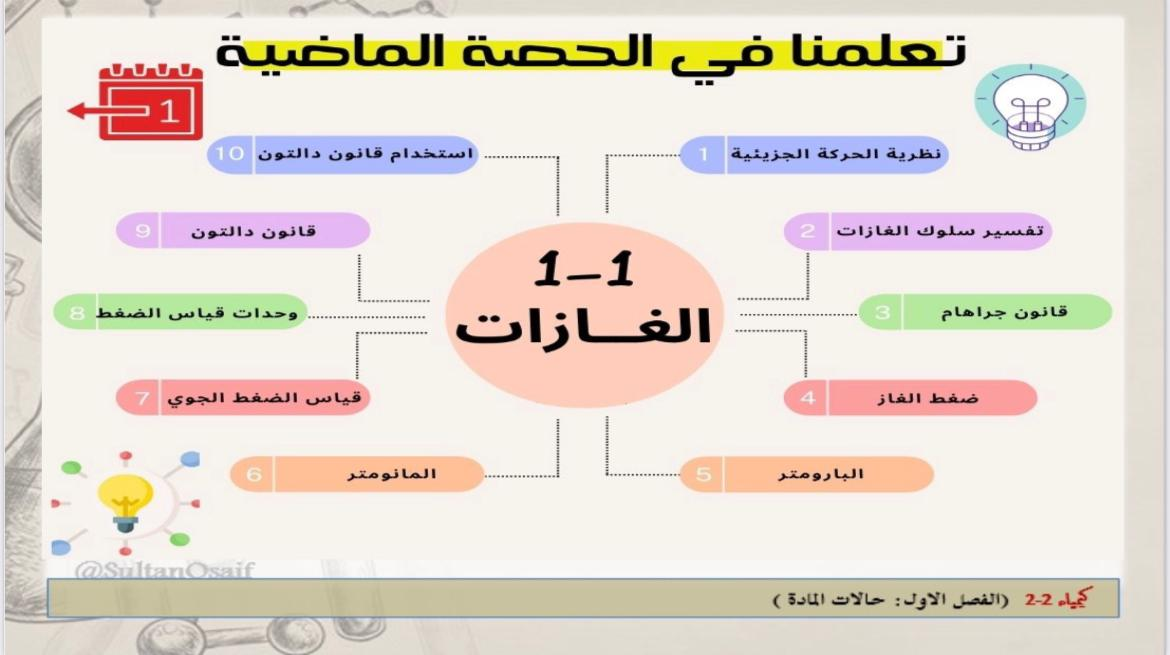 تعلمنا في الحصة الماضية
1
1-1
الغازات
1 نظرية الحركة الجزيئية
2 تفسير سلوك الغازات
3 قانون جراهام
4 ضغط الغاز
5 البارومتر
6 المانومتر
7 قياس الضغط الجوي
8 وحدات قياس الضغط
9 قانون دالتون
10 استخدام قانون دالتون
@SultanQsaif
كيمياء 2-2 (الفصل الاول: حالات المادة )